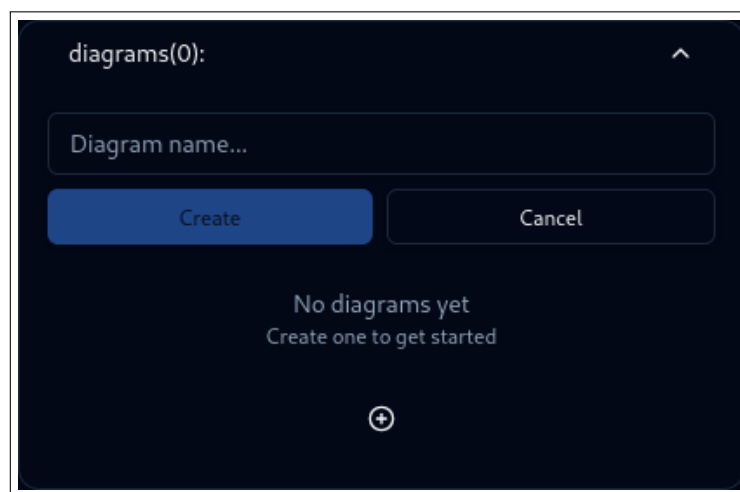 diagrams(0):
Diagram name...
Create
Cancel
No diagrams yet
Create one to get started